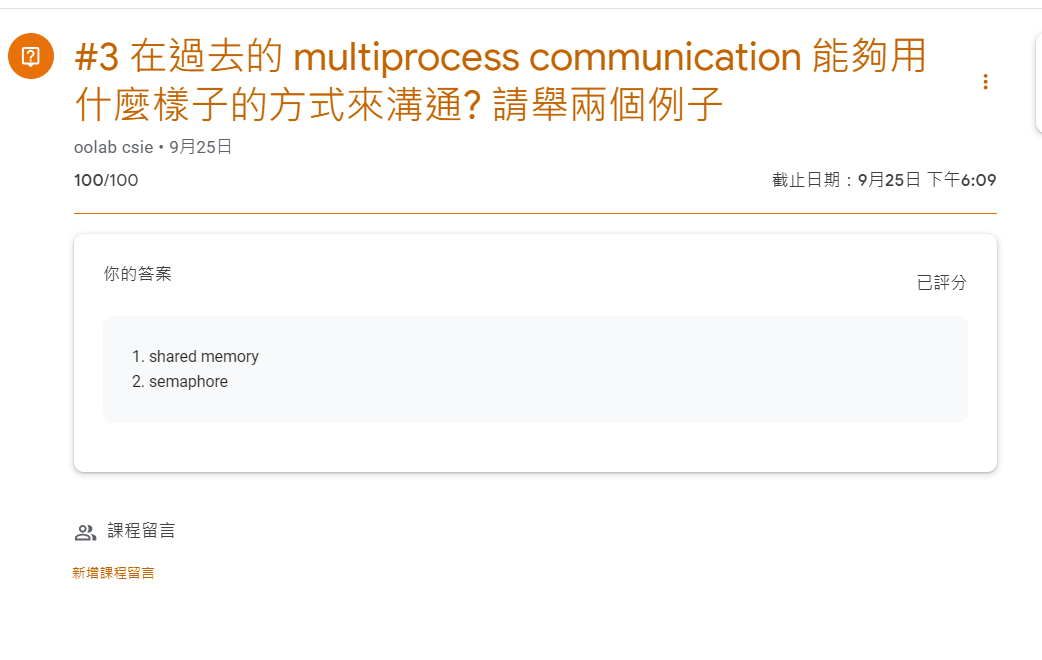 #3 在過去的 multiprocess communication 能夠用
什麼樣子的方式來溝通? 請舉兩個例子
oolab csie • 9月25日
100/100
截止日期：9月25日 下午6:09
你的答案
已評分
1. shared memory
2. semaphore
課程留言
新增課程留言